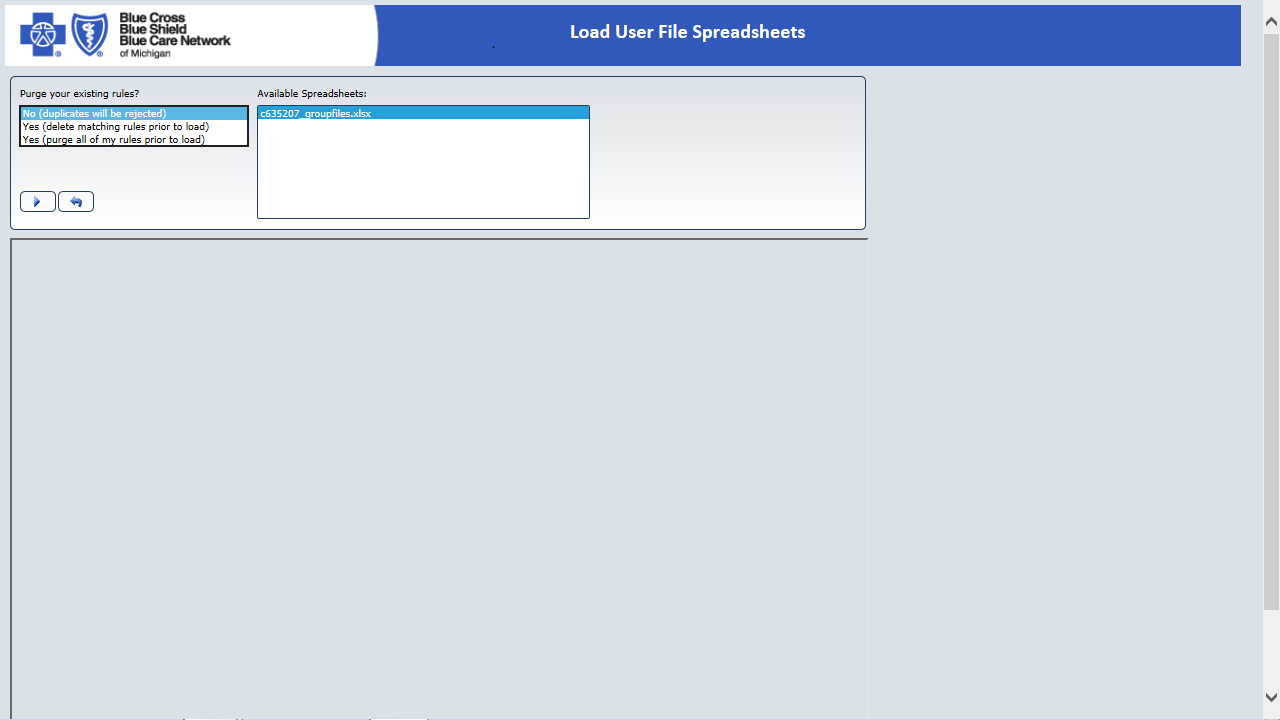 Blue Cross
Blue Shield
Blue Care Network
of Michigan
Load User File Spreadsheets
Purge your existing rules?
No (duplicates will be rejected)
Yes (delete matching rules prior to load)
Yes (purge all of my rules prior to load)
Available Spreadsheets:
c635207_groupfiles.xlsx